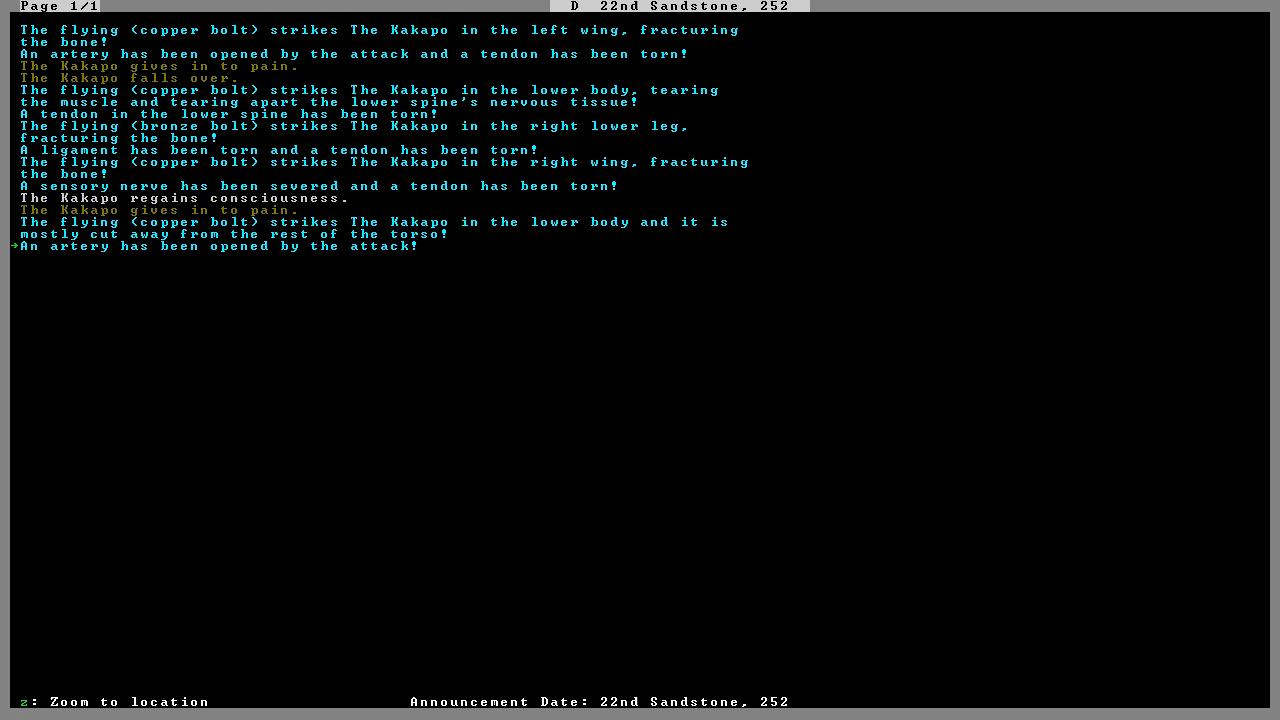 Page 1/1
D  22nd Sandstone, 252
The flying (copper bolt) strikes The Kakapo in the left wing, fracturing
the bone!
An artery has been opened by the attack and a tendon has been torn!
The Kakapo gives in to pain.
The Kakapo falls over.
The flying (copper bolt) strikes The Kakapo in the lower body, tearing
the muscle and tearing apart the lower spine's nervous tissue!
A tendon in the lower spine has been torn!
The flying (bronze bolt) strikes The Kakapo in the right lower leg,
fracturing the bone!
A ligament has been torn and a tendon has been torn!
The flying (copper bolt) strikes The Kakapo in the right wing, fracturing
the bone!
A sensory nerve has been severed and a tendon has been torn!
The Kakapo regains consciousness.
The Kakapo gives in to pain.
The flying (copper bolt) strikes The Kakapo in the lower body and it is
mostly cut away from the rest of the torso!
→An artery has been opened by the attack!
z: Zoom to location
Announcement Date: 22nd Sandstone, 252